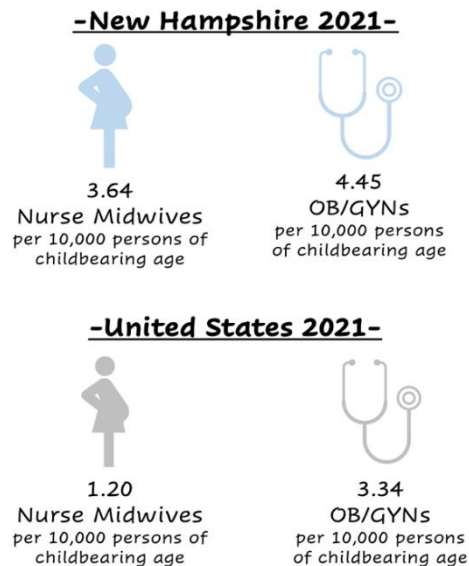 -New Hampshire 2021-
3.64
Nurse Midwives
per 10,000 persons of
childbearing age
4.45
OB/GYNs
per 10,000 persons
of childbearing age
-United States 2021-
1.20
Nurse Midwives
per 10,000 persons of
childbearing age
3.34
OB/GYNs
per 10,000 persons
of childbearing age